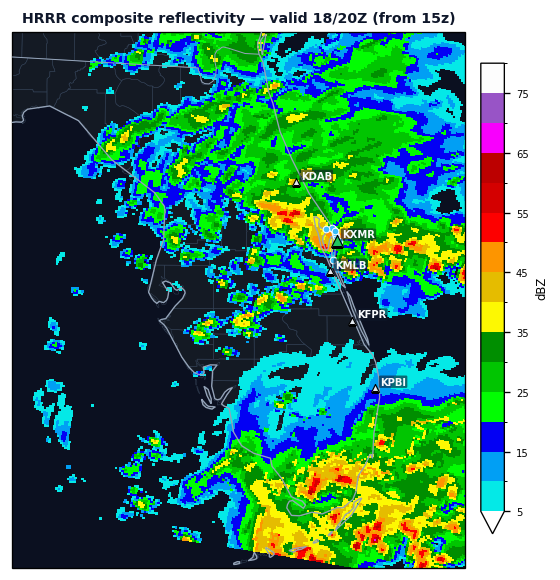 HRRR composite reflectivity — valid 18/20Z (from 15z)
KDAB
KXMR
KMLB
KFPR
KPBI
75
65
55
45
35
25
15
5
dBZ